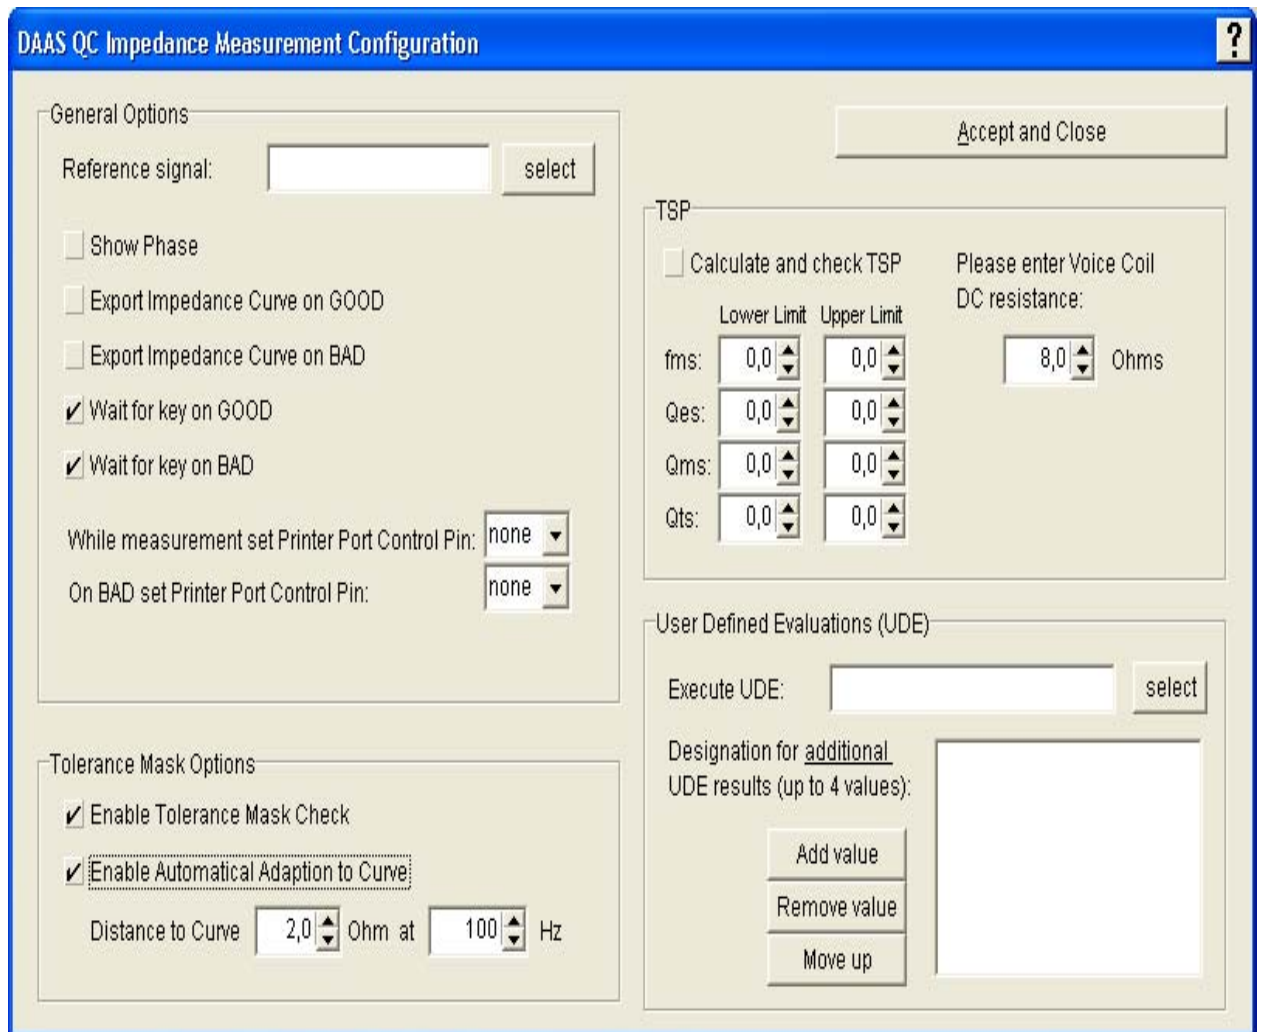 DAAS QC Impedance Measurement Configuration
?
General Options
Reference signal:
select
Show Phase
Export Impedance Curve on GOOD
Export Impedance Curve on BAD
Wait for key on GOOD
Wait for key on BAD
While measurement set Printer Port Control Pin: none
On BAD set Printer Port Control Pin: none
Tolerance Mask Options
Enable Tolerance Mask Check
Enable Automatical Adaption to Curve
Distance to Curve 2,0 Ohm at 100 Hz
Accept and Close
TSP
Calculate and check TSP
Please enter Voice Coil
DC resistance:
8,0 Ohms
Lower Limit Upper Limit
fms: 0,0 0,0
Qes: 0,0 0,0
Qms: 0,0 0,0
Qts: 0,0 0,0
User Defined Evaluations (UDE)
Execute UDE:
select
Designation for additional
UDE results (up to 4 values):
Add value
Remove value
Move up